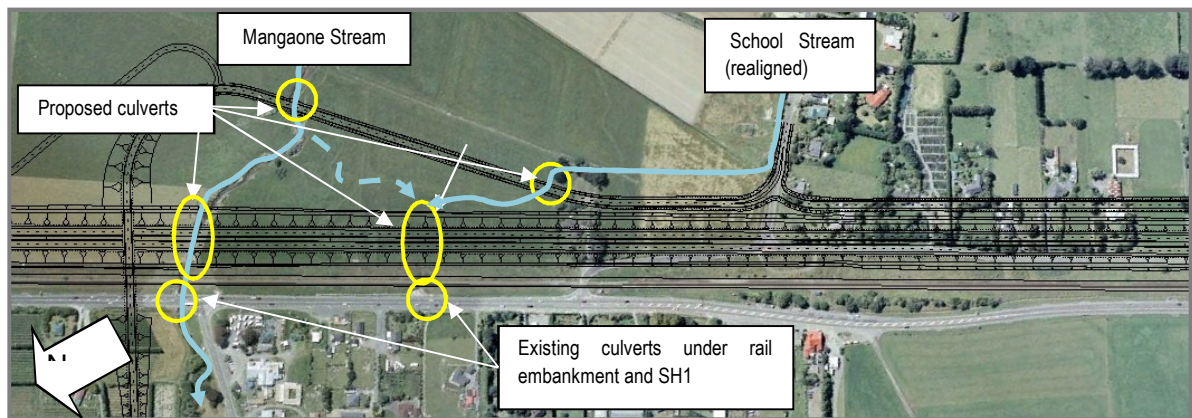 Mangaone Stream
School Stream
(realigned)
Proposed culverts
Existing culverts under rail
embankment and SH1